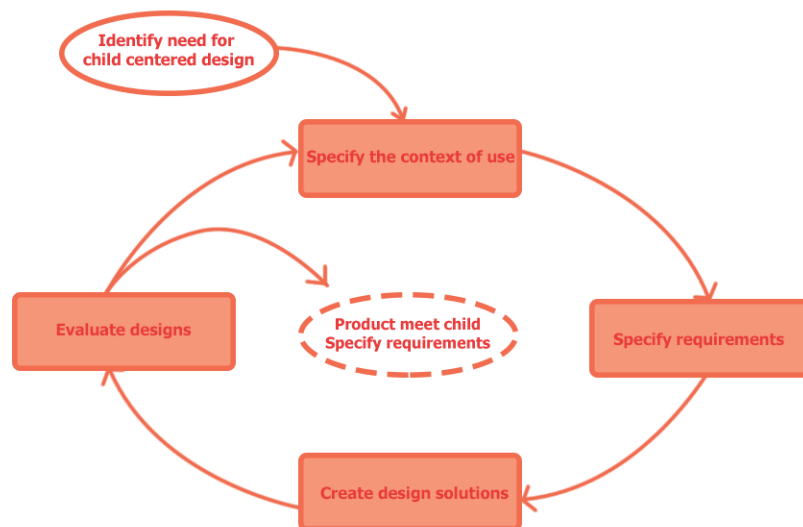 Identify need for
child centered design
Specify the context of use
Evaluate designs
Product meet child
Specify requirements
Specify requirements
Create design solutions